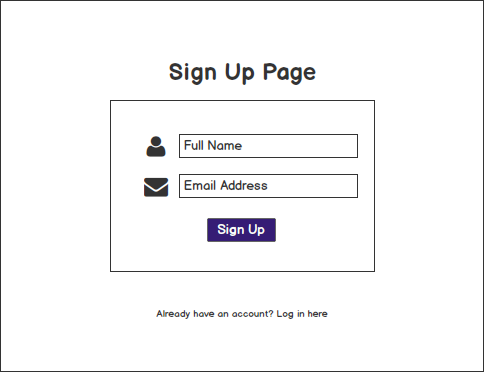 Sign Up Page
Full Name
Email Address
Sign Up
Already have an account? Log in here